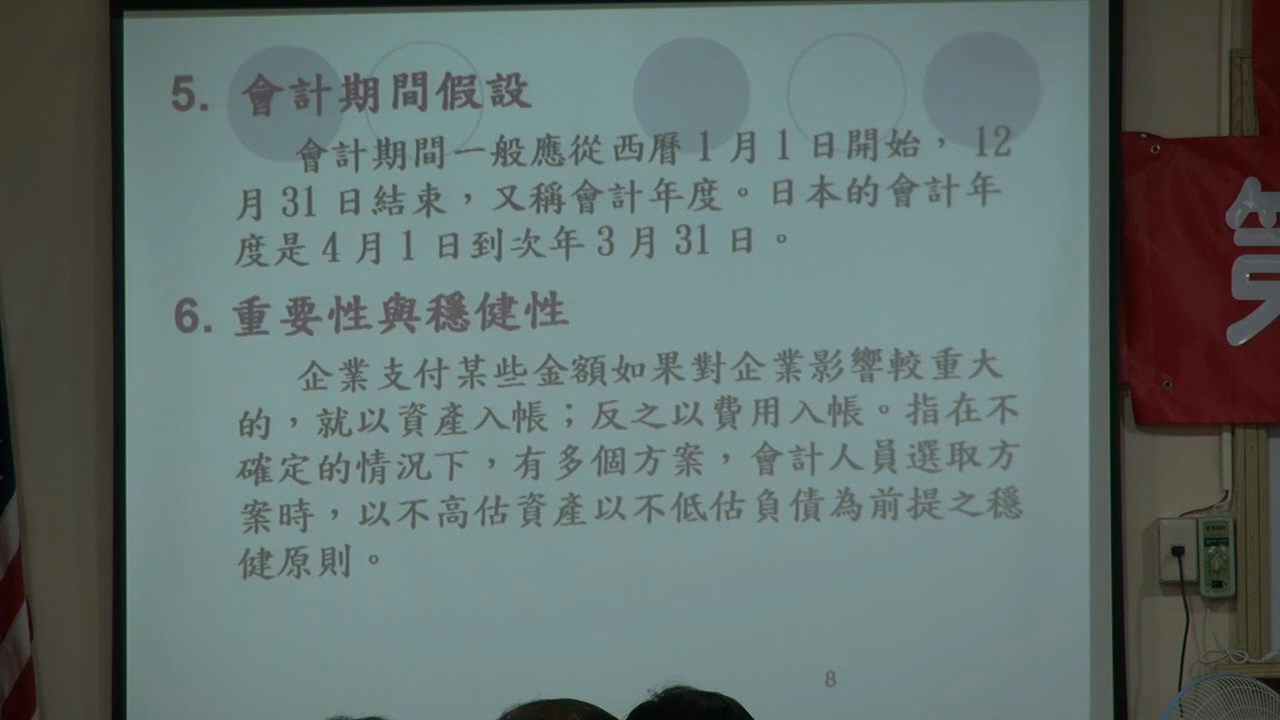 5. 會計期間假設
會計期間一般應從西曆1月1日開始，12
月31日結束，又稱會計年度。日本的會計年
度是4月1日到次年3月31日。
6. 重要性與穩健性
企業支付某些金額如果對企業影響較重大
的，就以資產入帳；反之以費用入帳。指在不
確定的情況下，有多個方案，會計人員選取方
案時，以不高估資產以不低估負債為前提之穩
健原則。
8
第